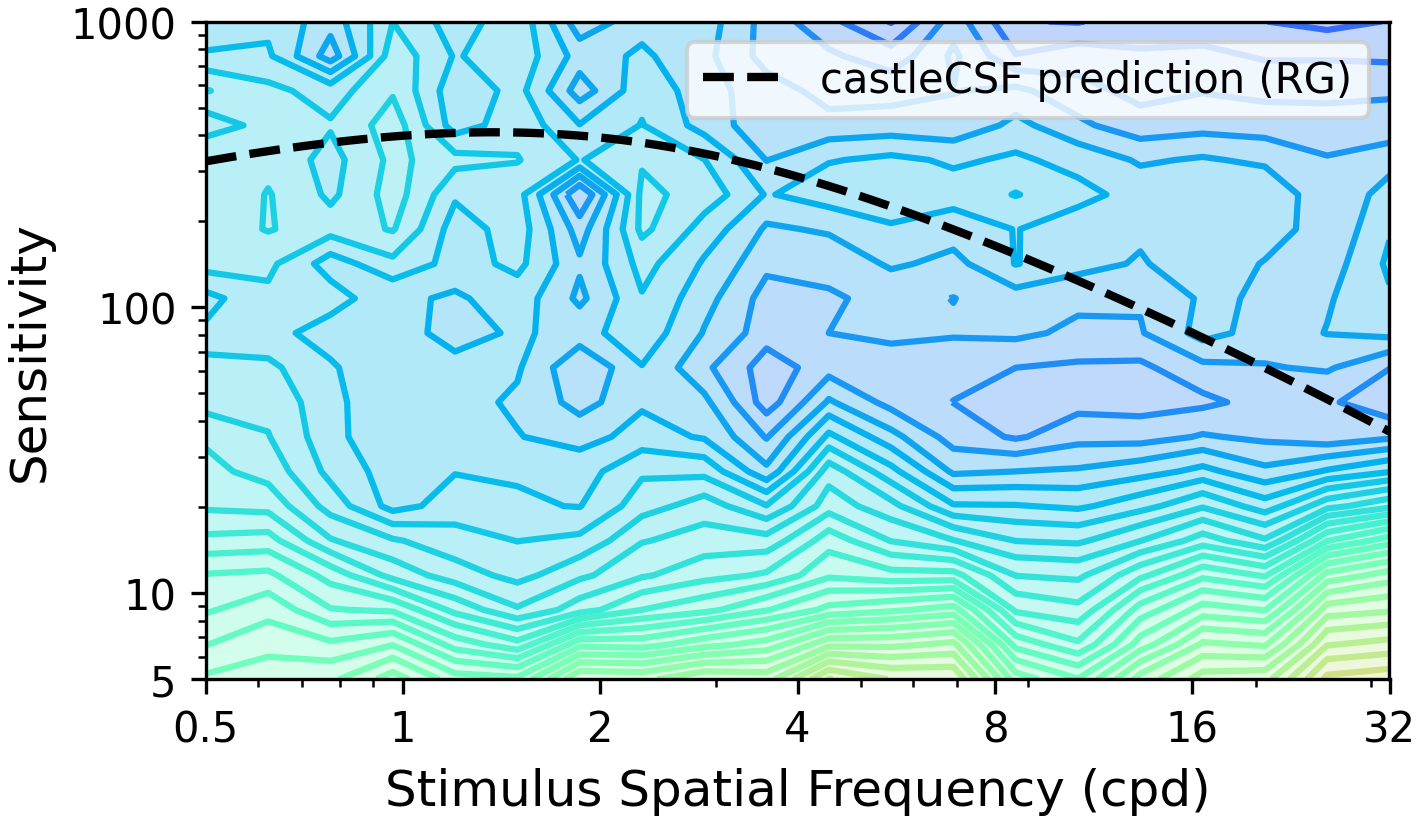 castleCSF prediction (RG)
Sensitivity
1000
100
10
5
0.5 1 2 4 8 16 32
Stimulus Spatial Frequency (cpd)